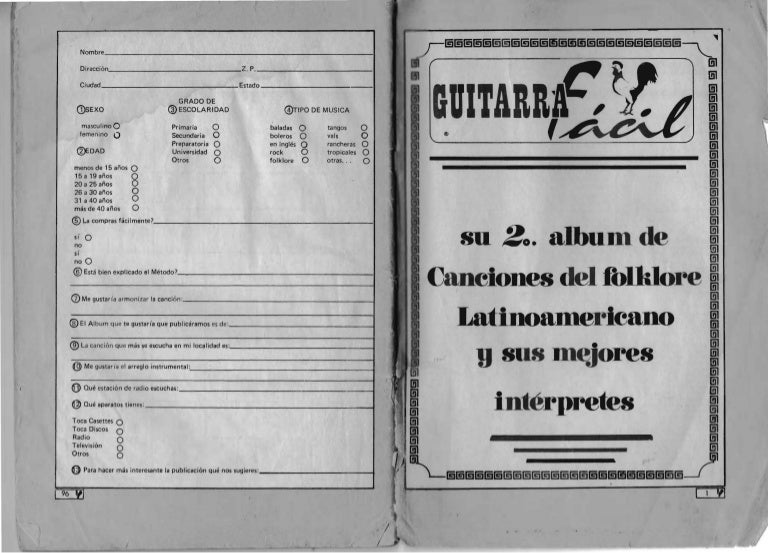 Nombre
Dirección Z. P.
Ciudad Estado
① SEXO
masculino
femenino
② EDAD
menos de 15 años
15 a 19 años
20 a 25 años
26 a 30 años
31 a 40 años
más de 40 años
③ GRADO DE
ESCOLARIDAD
Primaria
Secundaria
Preparatoria
Universidad
Otros
④ TIPO DE MUSICA
baladas tangos
boleros vals
en inglés rancheras
rock tropicales
folklore otras. . .
⑤ La compras fácilmente?
sí
no
sí
no
⑥ Está bien explicado el Método?
⑦ Me gustaría armonizar la canción:
⑧ El Album que te gustaría que publicáramos es de:
⑨ La canción que más se escucha en mi localidad es:
⑩ Me gustaría el arreglo instrumental:
⑪ Qué estación de radio escuchas:
⑫ Qué aparatos tienes:
Toca Casettes
Toca Discos
Radio
Televisión
Otros
⑬ Para hacer más interesante la publicación qué nos sugieres:
96
GUITARRA
fácil
®
su 2o. album de
Canciones del folklore
Latinoamericano
y sus mejores
intérpretes
1